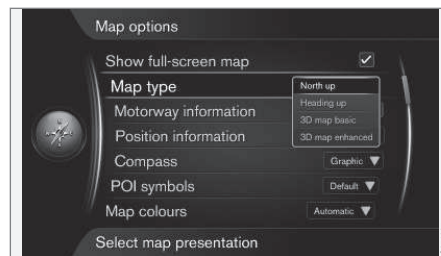 Map options
Show full-screen map
Map type
North up
Heading up
Motorway information
3D map basic
Position information
3D map enhanced
Compass
Graphic
POI symbols
Default
Map colours
Automatic
Select map presentation